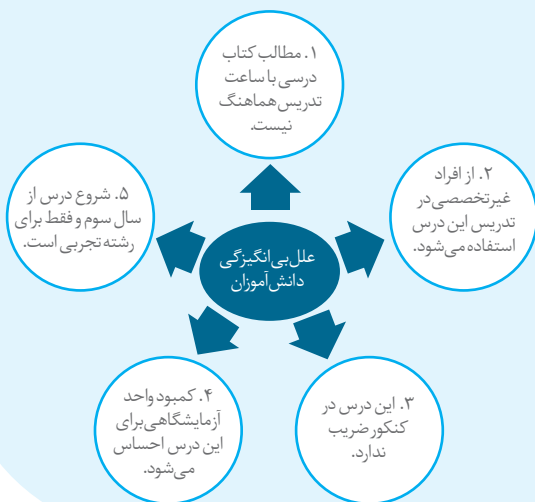 ۱. مطالب کتاب
درسی با ساعت
تدریس هماهنگ
نیست.
۲. از افراد
غیرتخصصی در
تدریس این درس
استفاده می‌شود.
۵. شروع درس از
سال سوم و فقط برای
رشته تجربی است.
علل بی‌انگیزگی
دانش‌آموزان
۳. این درس در
کنکور ضریب
ندارد.
۴. کمبود واحد
آزمایشگاهی برای
این درس احساس
می‌شود.